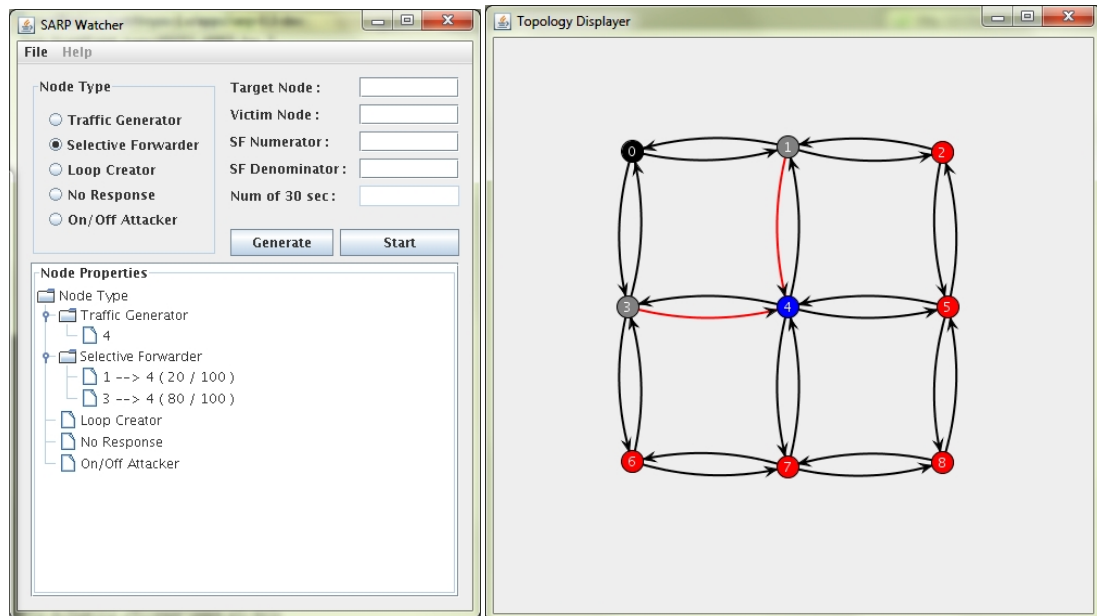 SARP Watcher
File Help
Node Type
Traffic Generator
Selective Forwarder
Loop Creator
No Response
On/Off Attacker
Target Node :
Victim Node :
SF Numerator :
SF Denominator :
Num of 30 sec :
Generate Start
Node Properties
Node Type
Traffic Generator
4
Selective Forwarder
1 --> 4 ( 20 / 100 )
3 --> 4 ( 80 / 100 )
Loop Creator
No Response
On/Off Attacker
Topology Displayer
0 1 2
3 4 5
6 7 8